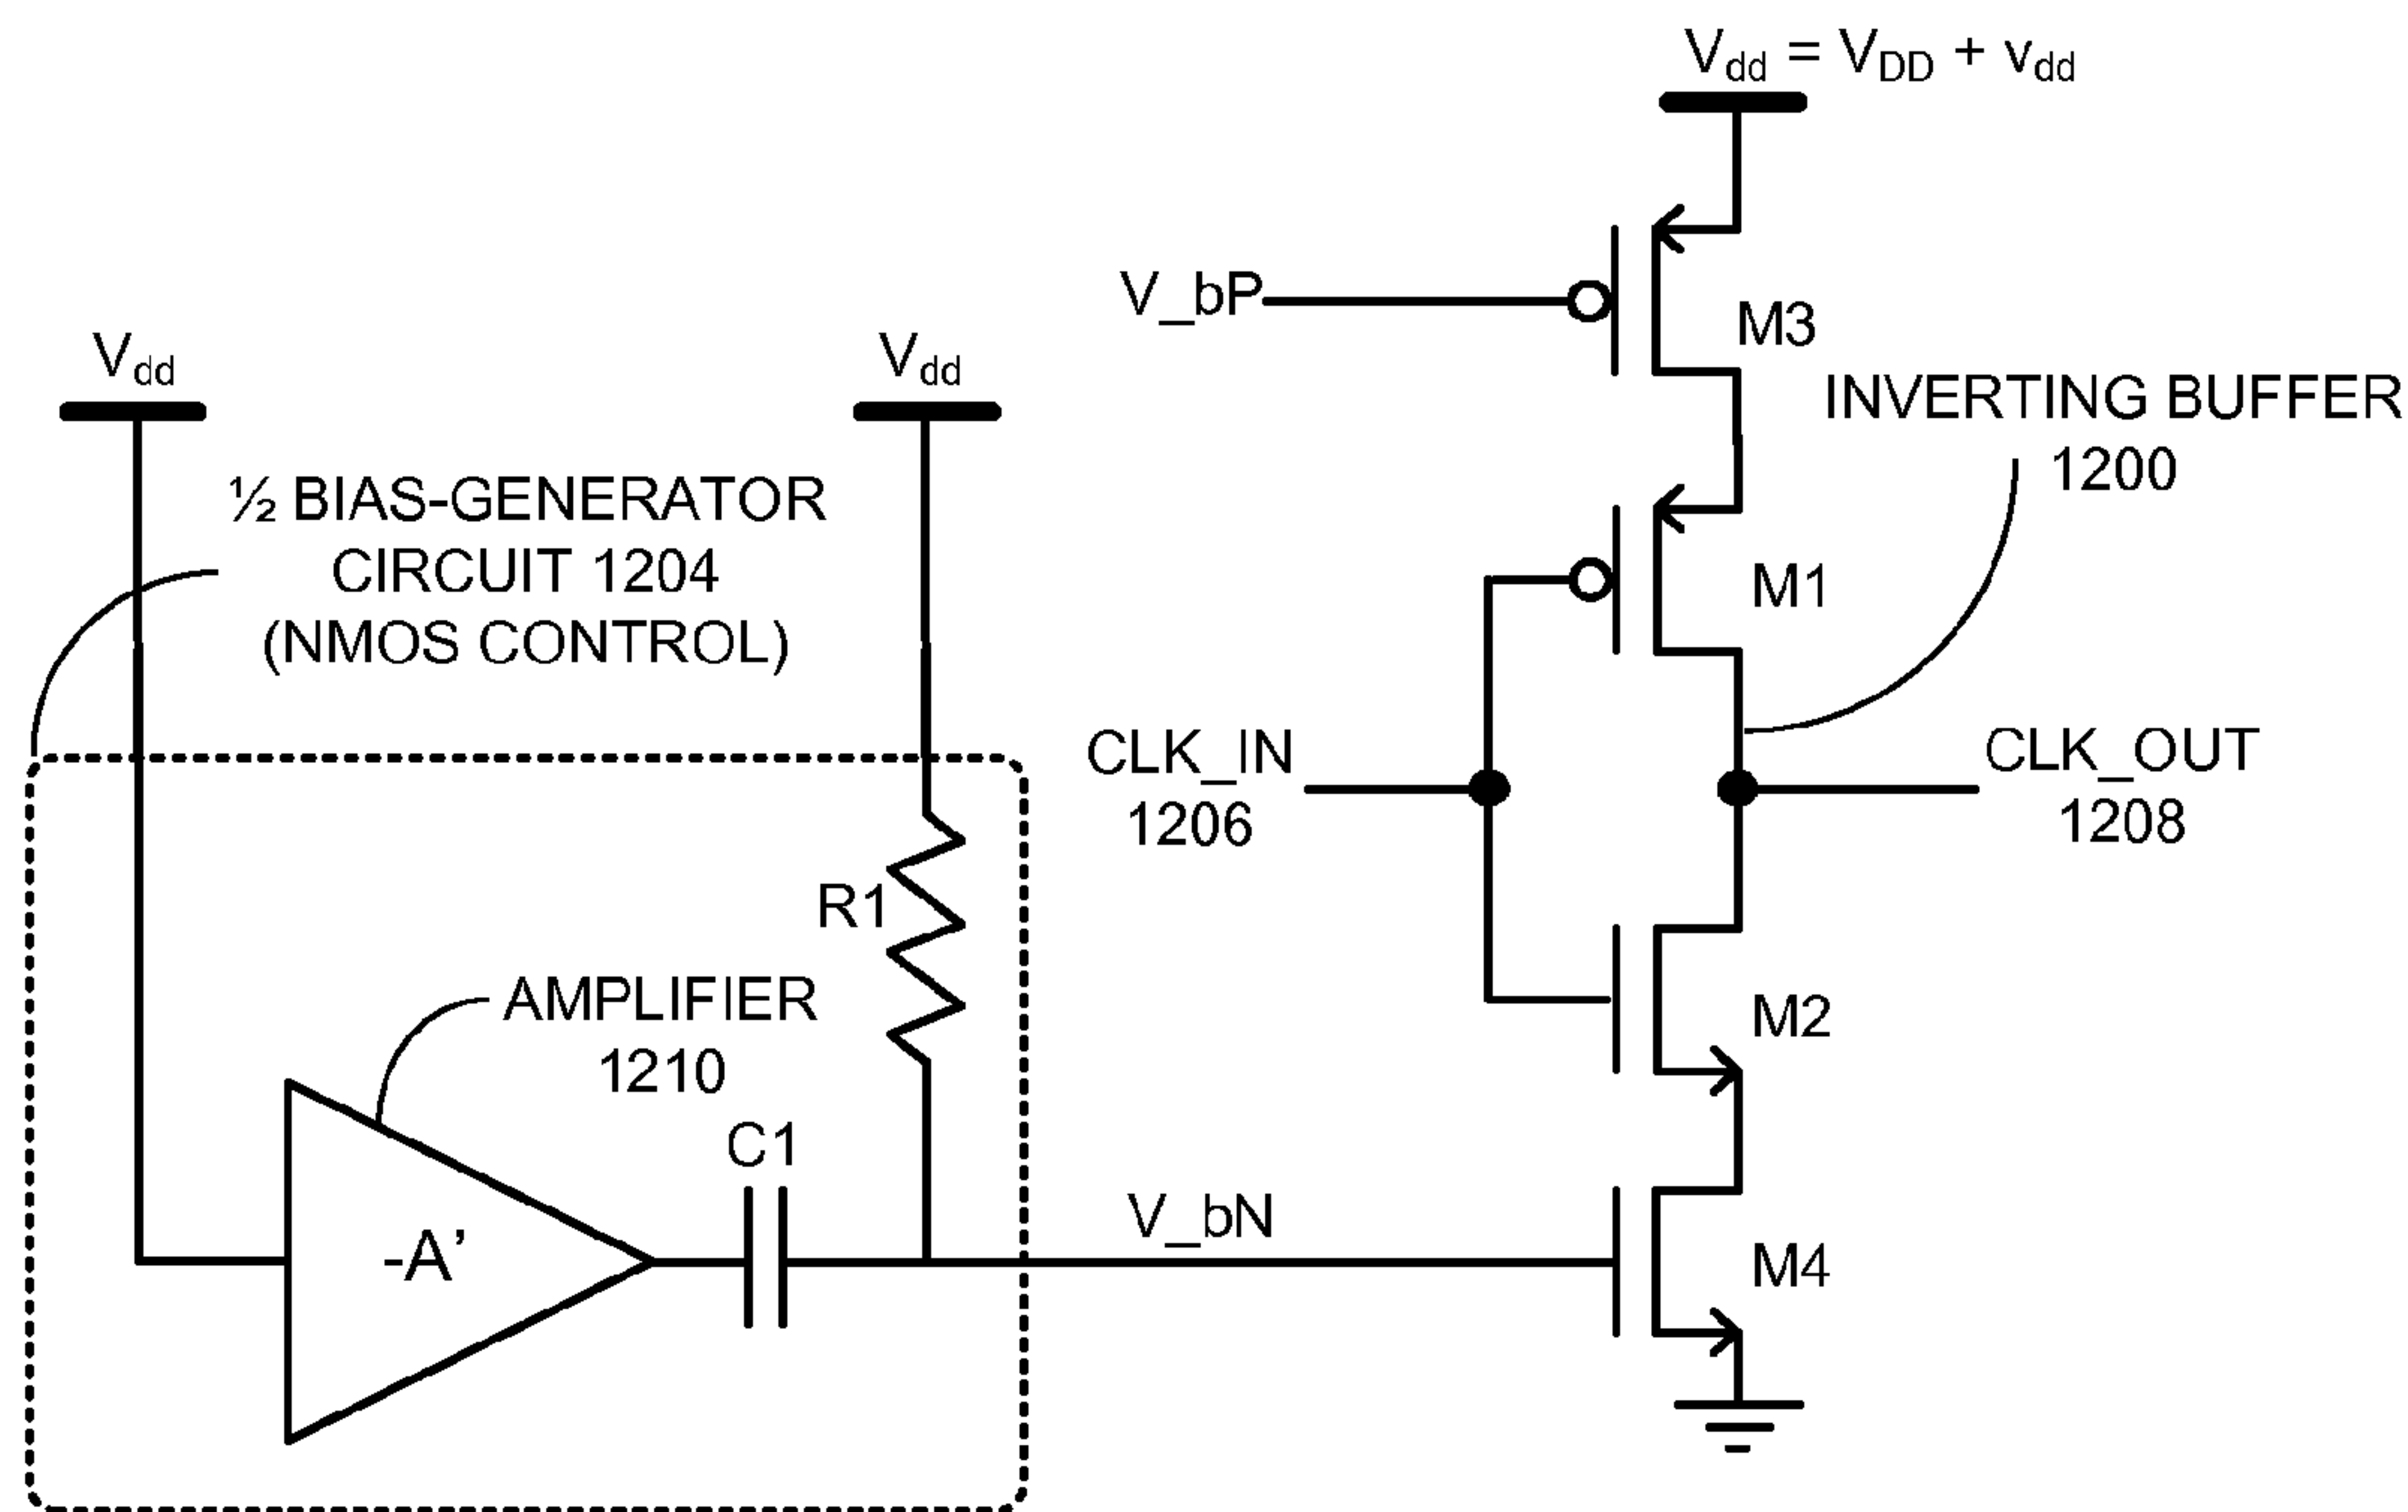 Vdd = VDD + vdd
V_bP
M3
Vdd
Vdd
INVERTING BUFFER
1200
½ BIAS-GENERATOR
CIRCUIT 1204
(NMOS CONTROL)
M1
CLK_IN
1206
CLK_OUT
1208
R1
AMPLIFIER
1210
M2
C1
V_bN
-A’
M4